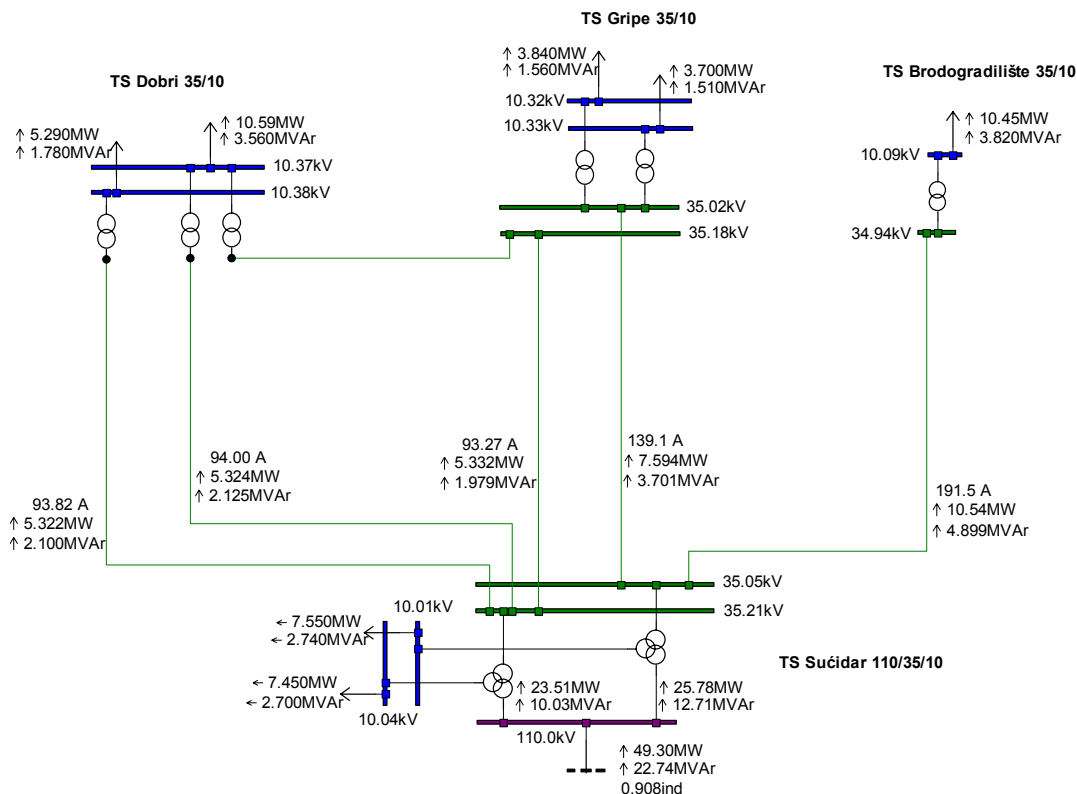 TS Gripe 35/10
↑ 3.840MW
↑ 1.560MVAr
↑ 3.700MW
↑ 1.510MVAr
10.32kV
10.33kV
35.02kV
35.18kV
TS Dobri 35/10
↑ 5.290MW
↑ 1.780MVAr
↑ 10.59MW
↑ 3.560MVAr
10.37kV
10.38kV
TS Brodogradilište 35/10
↑ 10.45MW
↑ 3.820MVAr
10.09kV
34.94kV
93.82 A
↑ 5.322MW
↑ 2.100MVAr
94.00 A
↑ 5.324MW
↑ 2.125MVAr
93.27 A
↑ 5.332MW
↑ 1.979MVAr
139.1 A
↑ 7.594MW
↑ 3.701MVAr
191.5 A
↑ 10.54MW
↑ 4.899MVAr
35.05kV
35.21kV
10.01kV
← 7.550MW
← 2.740MVAr
← 7.450MW
← 2.700MVAr
10.04kV
TS Sućidar 110/35/10
↑ 23.51MW
↑ 10.03MVAr
↑ 25.78MW
↑ 12.71MVAr
110.0kV
↑ 49.30MW
↑ 22.74MVAr
0.908ind